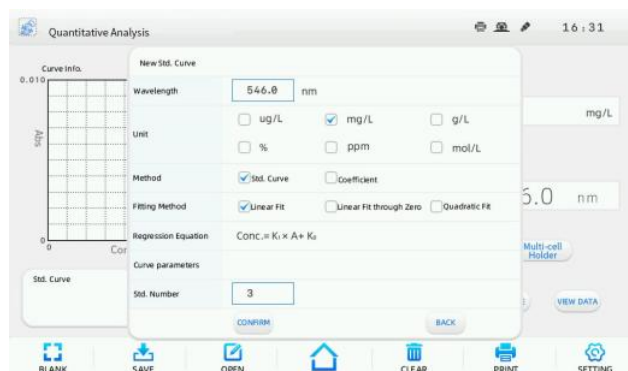 Quantitative Analysis
16:31
Curve Info.
0.010
Abs
0
0
Std. Curve
New Std. Curve
Wavelength 546.0 nm
Unit
ug/L mg/L g/L
% ppm mol/L
Method Std. Curve Coefficient
Fitting Method Linear Fit Linear Fit through Zero Quadratic Fit
Regression Equation Conc.= K₁ × A+ K₀
Curve parameters
Std. Number 3
CONFIRM BACK
mg/L
6.0 nm
Multi-cell
Holder
VIEW DATA
BLANK SAVE OPEN CLEAR PRINT SETTING